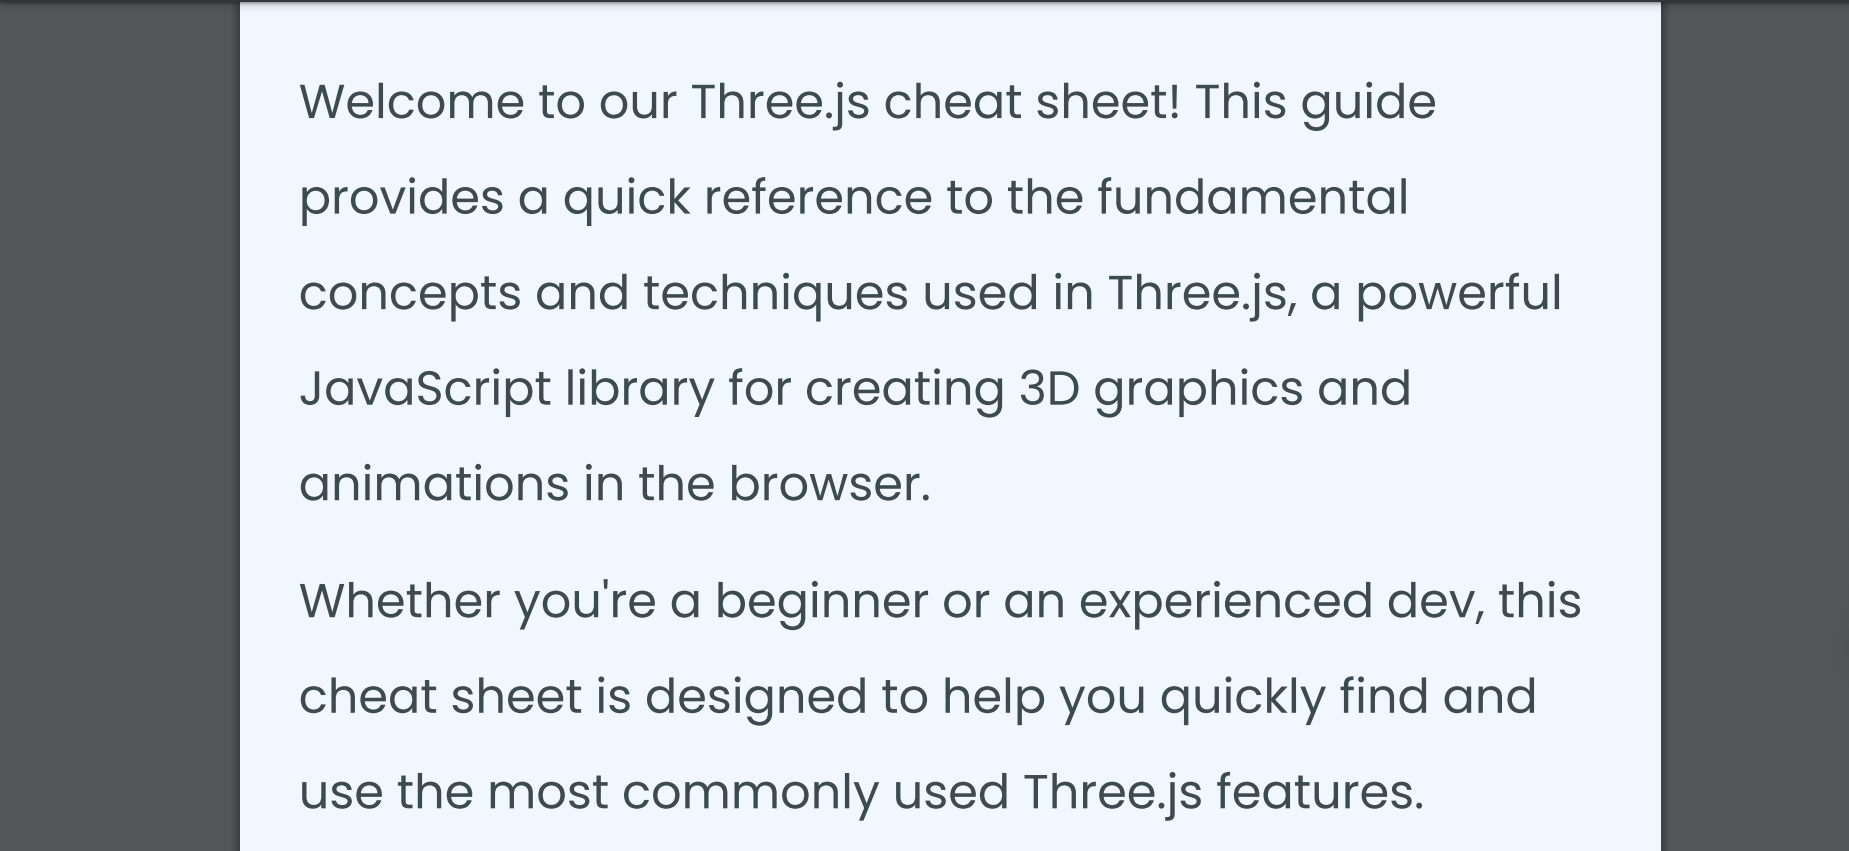 Welcome to our Three.js cheat sheet! This guide
provides a quick reference to the fundamental
concepts and techniques used in Three.js, a powerful
JavaScript library for creating 3D graphics and
animations in the browser.
Whether you're a beginner or an experienced dev, this
cheat sheet is designed to help you quickly find and
use the most commonly used Three.js features.